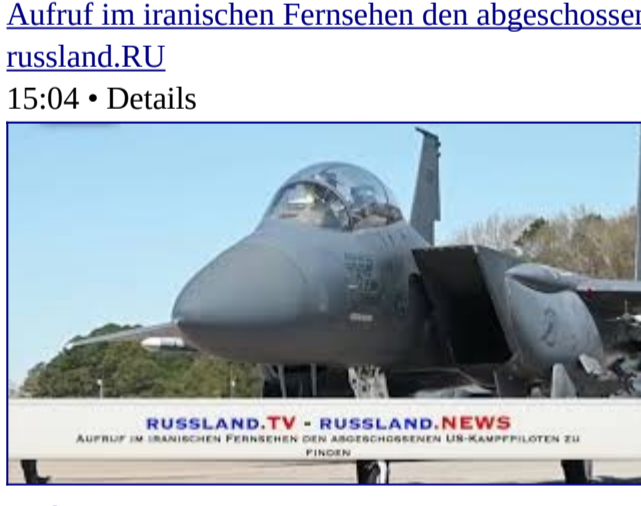 Aufruf im iranischen Fernsehen den abgeschossen
russland.RU
15:04 • Details
RUSSLAND.TV - RUSSLAND.NEWS
AUFRUF IM IRANISCHEN FERNSEHEN DEN ABGESCHOSSENEN US-KAMPFPILOTEN ZU
FINDEN